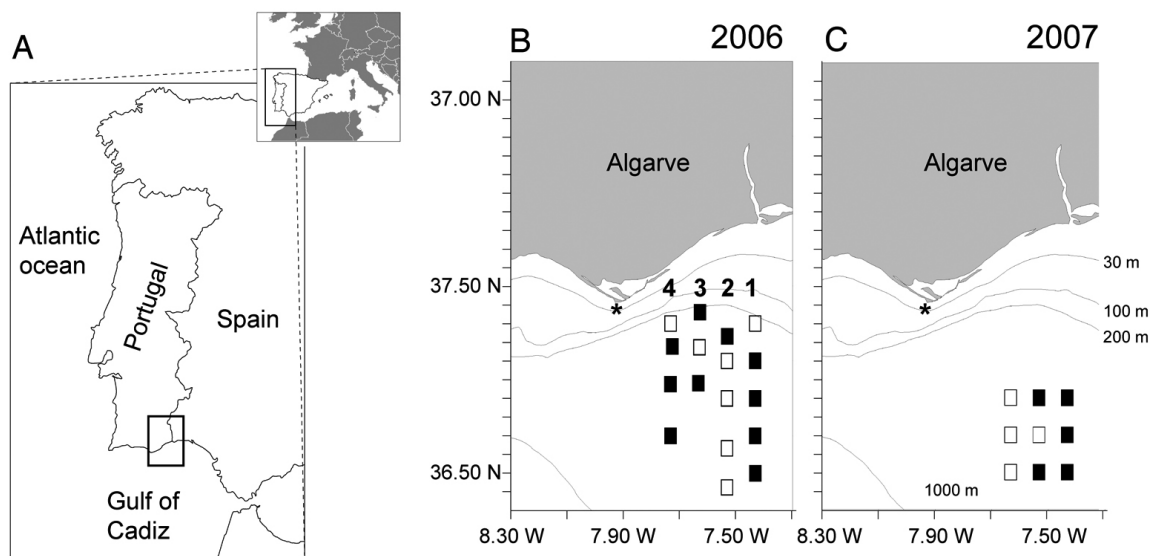 A
Atlantic
ocean
Portugal
Spain
Gulf of
Cadiz
B
2006
37.00 N
37.50 N
36.50 N
Algarve
4 3 2 1
*
8.30 W 7.90 W 7.50 W
C
2007
Algarve
*
30 m
100 m
200 m
1000 m
8.30 W 7.90 W 7.50 W